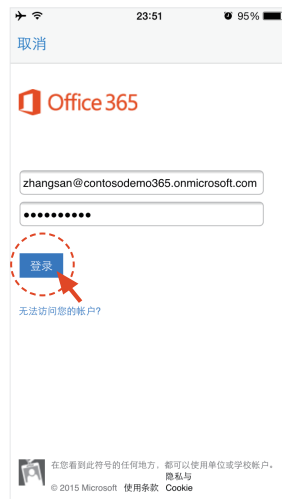 23:51
95%
取消
Office 365
zhangsan@contosodemo365.onmicrosoft.com
●●●●●●●●●●
登录
无法访问您的帐户?
在您看到此符号的任何地方，都可以使用单位或学校帐户。
隐私与
© 2015 Microsoft 使用条款 Cookie